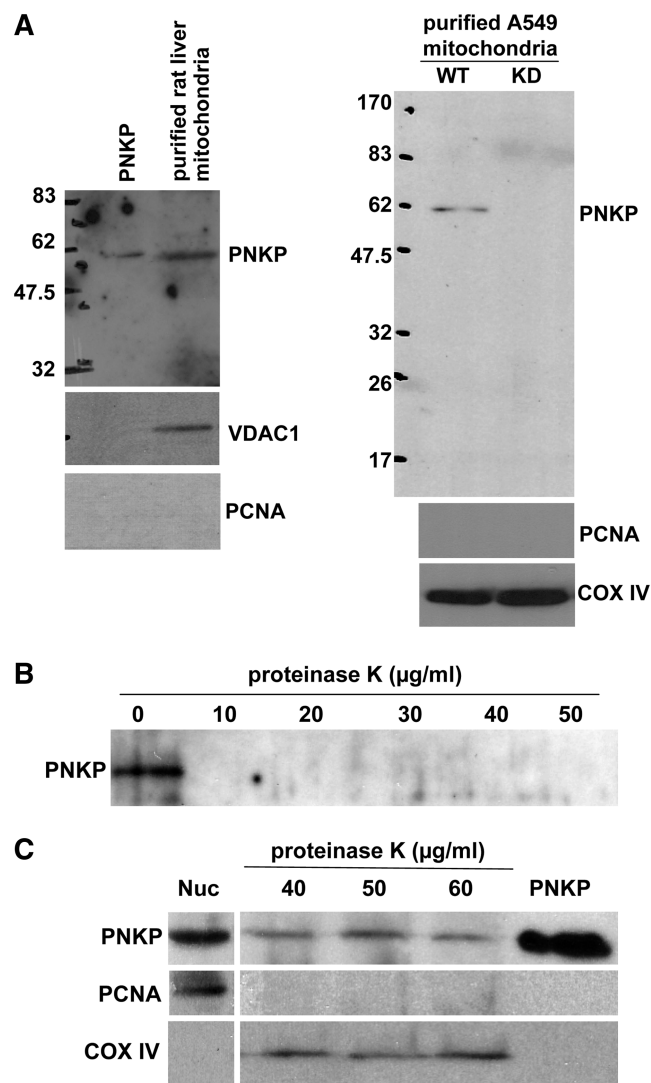 A
PNKP
purified rat liver
mitochondria
83
62
47.5
32
PNKP
VDAC1
PCNA
purified A549
mitochondria
WT KD
170
83
62
47.5
32
26
17
PNKP
PCNA
COX IV
B
proteinase K (µg/ml)
0 10 20 30 40 50
PNKP
C
proteinase K (µg/ml)
Nuc 40 50 60 PNKP
PNKP
PCNA
COX IV